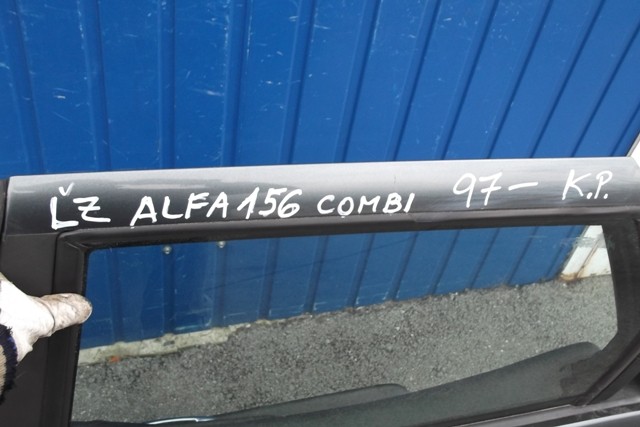 ĽZ ALFA 156 COMBI 97- K.P.